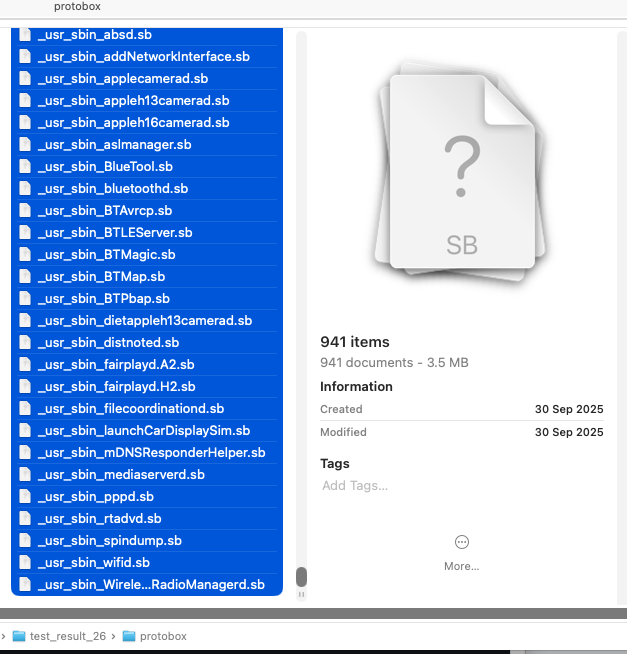 protobox
_usr_sbin_absd.sb
_usr_sbin_addNetworkInterface.sb
_usr_sbin_applecamerad.sb
_usr_sbin_appleh13camerad.sb
_usr_sbin_appleh16camerad.sb
_usr_sbin_aslmanager.sb
_usr_sbin_BlueTool.sb
_usr_sbin_bluetoothd.sb
_usr_sbin_BTAvrcp.sb
_usr_sbin_BTLEServer.sb
_usr_sbin_BTMagic.sb
_usr_sbin_BTMap.sb
_usr_sbin_BTPbap.sb
_usr_sbin_dietappleh13camerad.sb
_usr_sbin_distnoted.sb
_usr_sbin_fairplayd.A2.sb
_usr_sbin_fairplayd.H2.sb
_usr_sbin_filecoordinationd.sb
_usr_sbin_launchCarDisplaySim.sb
_usr_sbin_mDNSResponderHelper.sb
_usr_sbin_mediaserverd.sb
_usr_sbin_pppd.sb
_usr_sbin_rtadvd.sb
_usr_sbin_spindump.sb
_usr_sbin_wifid.sb
_usr_sbin_Wirele...RadioManagerd.sb
?
SB
941 items
941 documents - 3.5 MB
Information
Created 30 Sep 2025
Modified 30 Sep 2025
Tags
Add Tags...
More...
› test_result_26 › protobox